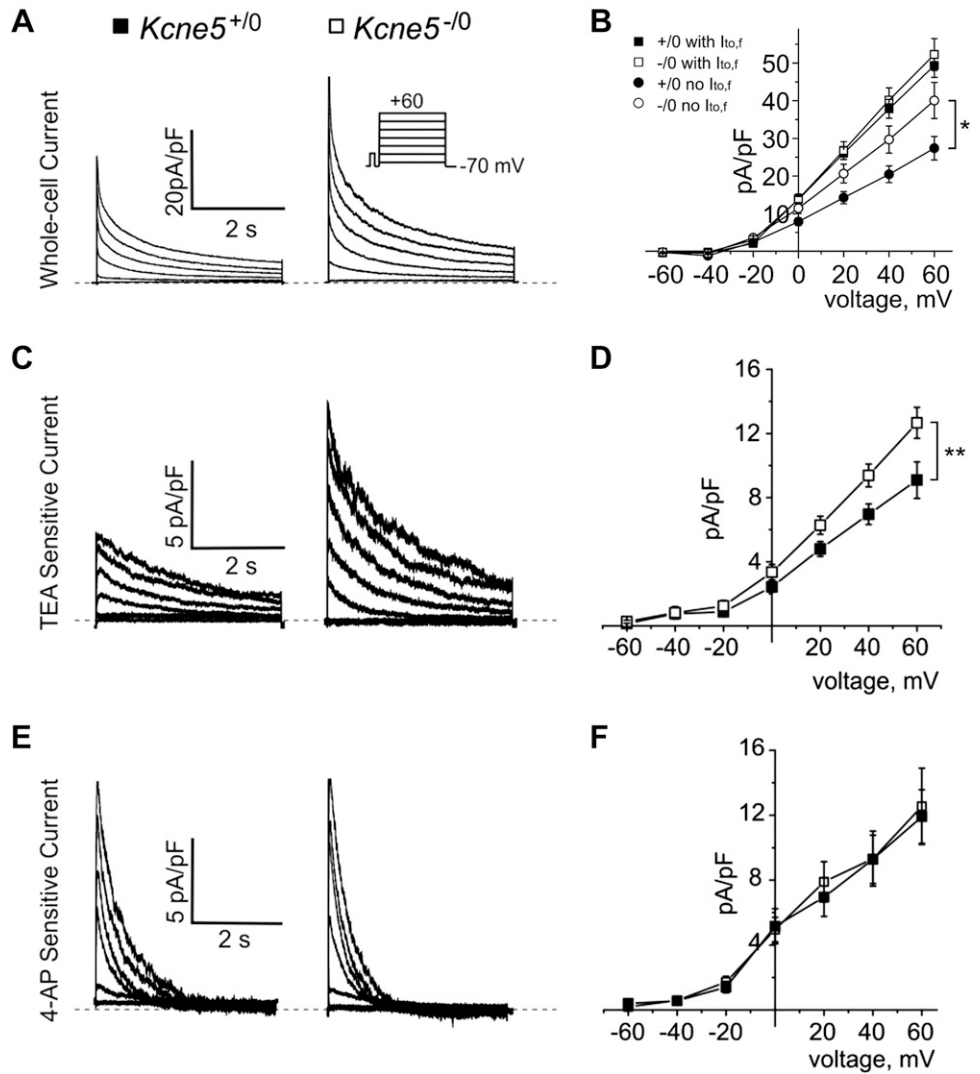 A
■ Kcne5+/0
□ Kcne5-/0
Whole-cell Current
20pA/pF
2 s
+60
-70 mV
B
+/0 with Ito,f
-/0 with Ito,f
+/0 no Ito,f
-/0 no Ito,f
pA/pF
50
40
30
20
10
*
-60 -40 -20 0 20 40 60
voltage, mV
C
TEA Sensitive Current
5 pA/pF
2 s
D
pA/pF
16
12
8
4
**
-60 -40 -20 20 40 60
voltage, mV
E
4-AP Sensitive Current
5 pA/pF
2 s
F
pA/pF
16
12
8
4
-60 -40 -20 20 40 60
voltage, mV